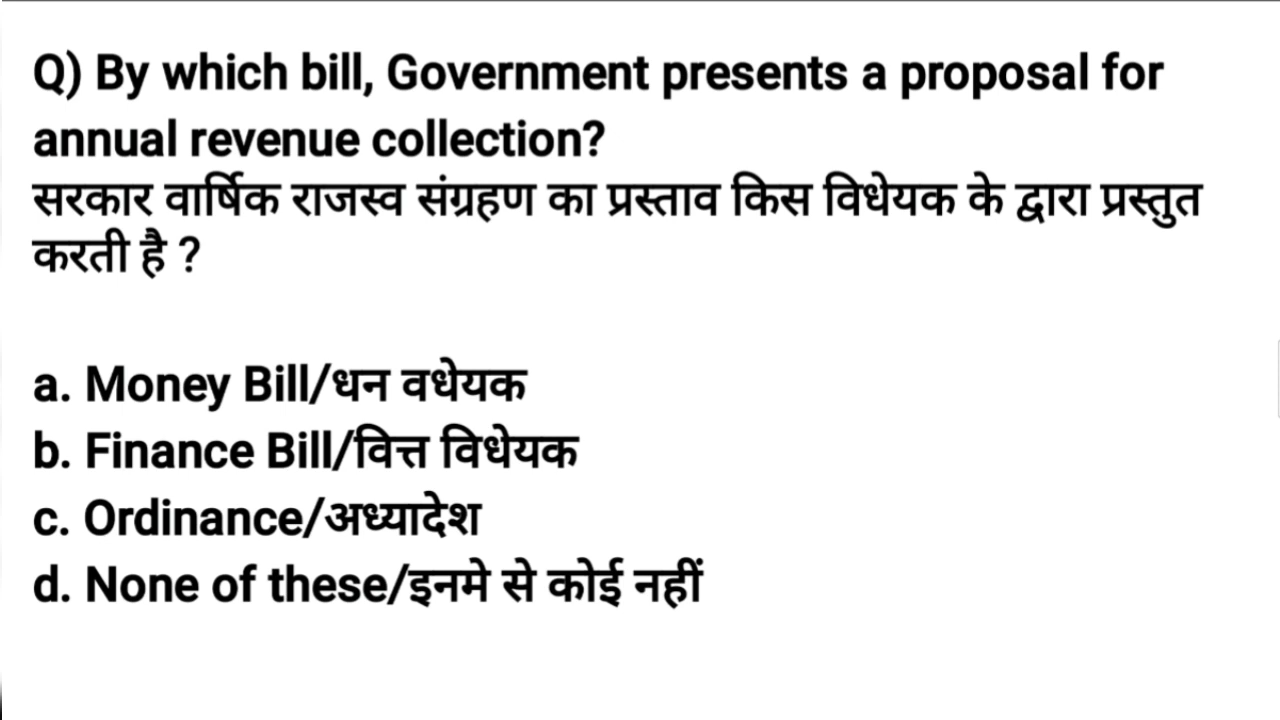 Q) By which bill, Government presents a proposal for
annual revenue collection?
सरकार वार्षिक राजस्व संग्रहण का प्रस्ताव किस विधेयक के द्वारा प्रस्तुत
करती है ?
a. Money Bill/धन वधेयक
b. Finance Bill/वित्त विधेयक
c. Ordinance/अध्यादेश
d. None of these/इनमे से कोई नहीं